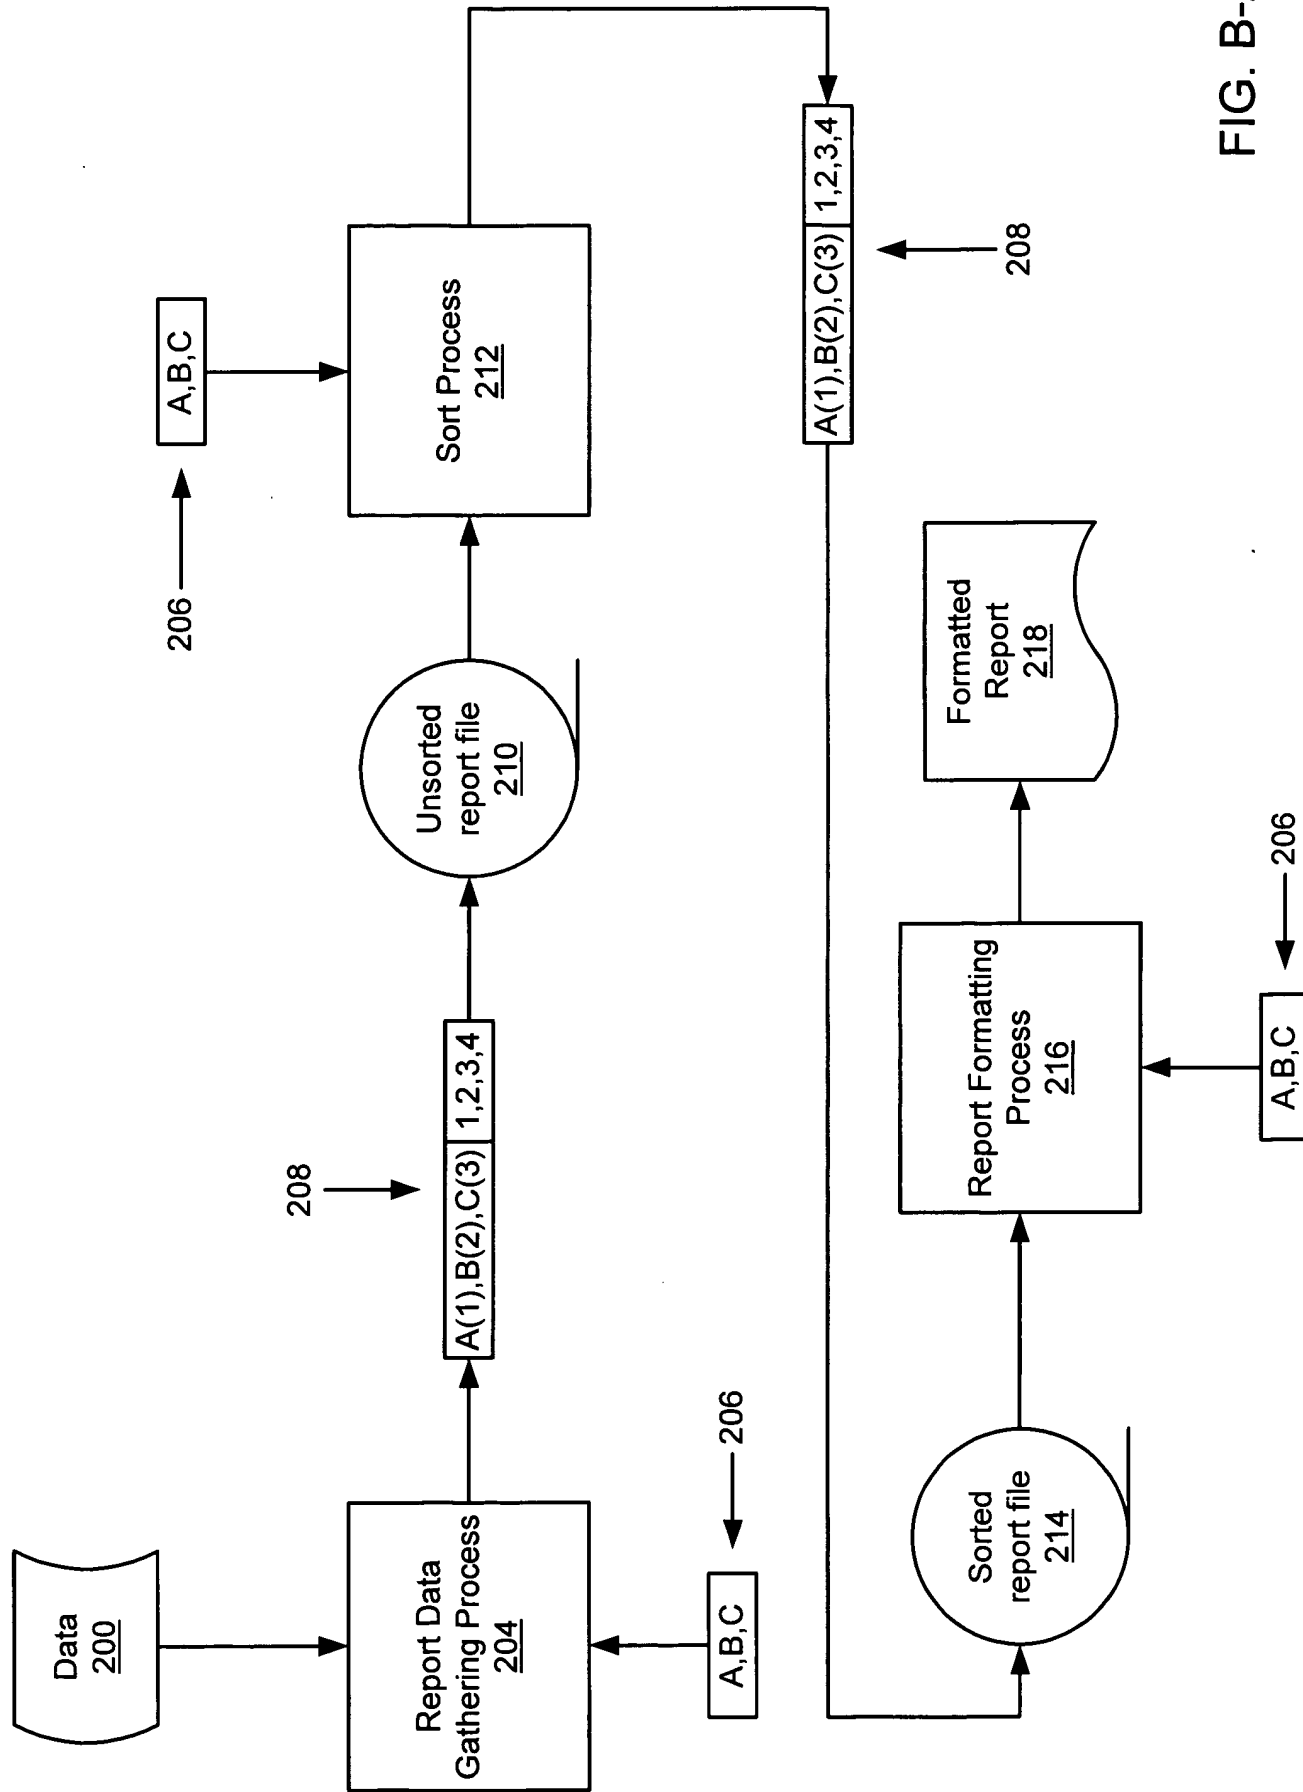 Data
200
Report Data
Gathering Process
204
A,B,C
206
208
A(1),B(2),C(3) 1,2,3,4
Unsorted
report file
210
206
A,B,C
Sort Process
212
A(1),B(2),C(3) 1,2,3,4
208
Sorted
report file
214
Report Formatting
Process
216
A,B,C
206
Formatted
Report
218
FIG. B-